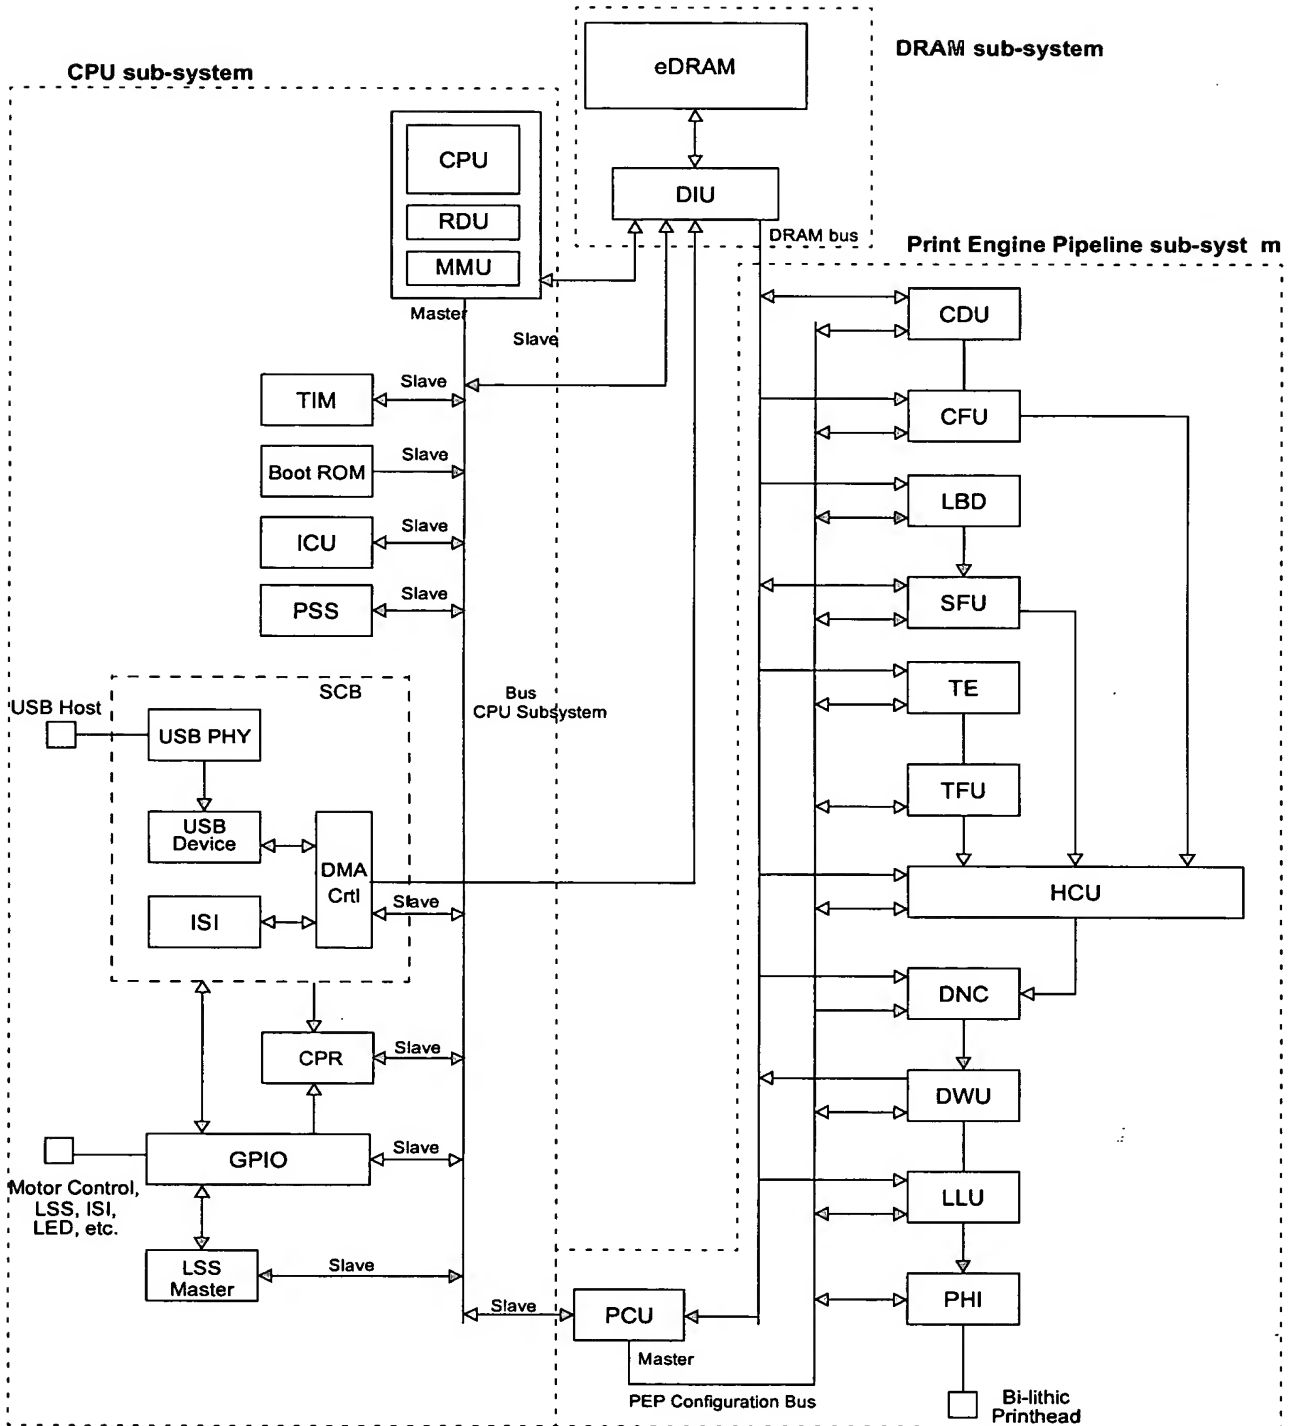 DRAM sub-system
eDRAM
CPU sub-system
CPU
DIU
RDU
DRAM bus
Print Engine Pipeline sub-syst m
MMU
Master
CDU
Slave
TIM
Slave
CFU
Boot ROM
Slave
LBD
ICU
Slave
PSS
Slave
SFU
TE
SCB
Bus
CPU Subsystem
USB Host
USB PHY
TFU
USB
Device
DMA
Crtl
HCU
Slave
ISI
DNC
CPR
Slave
DWU
GPIO
Slave
Motor Control,
LSS, ISI,
LED, etc.
LLU
LSS
Master
Slave
Slave
PCU
PHI
Master
PEP Configuration Bus
Bi-lithic
Printhead